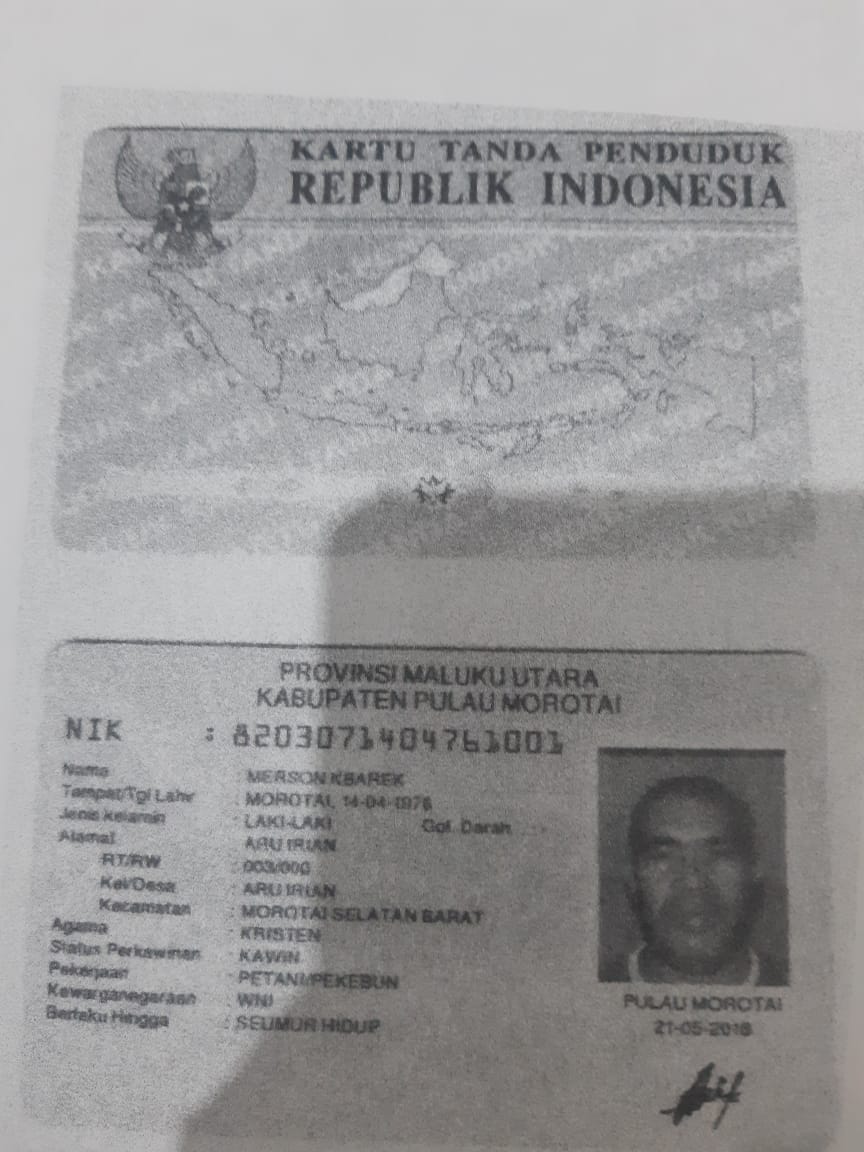 KARTU TANDA PENDUDUK
REPUBLIK INDONESIA
PROVINSI MALUKU UTARA
KABUPATEN PULAU MOROTAI
NIK : 8203071404761001
Nama : MERSON KBAREK
Tempat/Tgl Lahir : MOROTAI, 14-04-1976
Jenis Kelamin : LAKI-LAKI Gol. Darah
Alamat : ARU IRIAN
RT/RW : 003/000
Kel/Desa : ARU IRIAN
Kecamatan : MOROTAI SELATAN BARAT
Agama : KRISTEN
Status Perkawinan : KAWIN
Pekerjaan : PETANI/PEKEBUN
Kewarganegaraan : WNI
Berlaku Hingga : SEUMUR HIDUP
PULAU MOROTAI